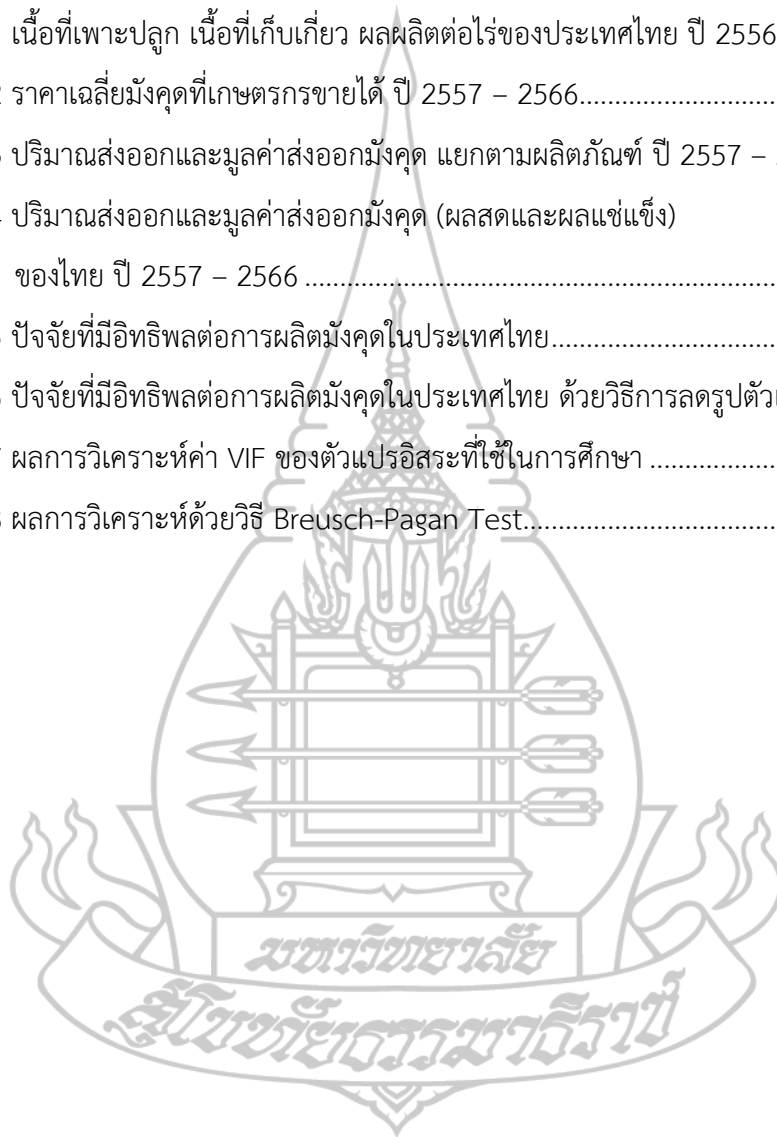 เนื้อที่เพาะปลูก เนื้อที่เก็บเกี่ยว ผลผลิตต่อไร่ของประเทศไทย ปี 2556
ราคาเฉลี่ยมังคุดที่เกษตรกรขายได้ ปี 2557 – 2566
ปริมาณส่งออกและมูลค่าส่งออกมังคุด แยกตามผลิตภัณฑ์ ปี 2557 –
ปริมาณส่งออกและมูลค่าส่งออกมังคุด (ผลสดและผลแช่แข็ง)
ของไทย ปี 2557 – 2566
ปัจจัยที่มีอิทธิพลต่อการผลิตมังคุดในประเทศไทย
ปัจจัยที่มีอิทธิพลต่อการผลิตมังคุดในประเทศไทย ด้วยวิธีการลดรูปตัว
ผลการวิเคราะห์ค่า VIF ของตัวแปรอิสระที่ใช้ในการศึกษา
ผลการวิเคราะห์ด้วยวิธี Breusch-Pagan Test
มหาวิทยาลัย
สุโขทัยธรรมาธิราช